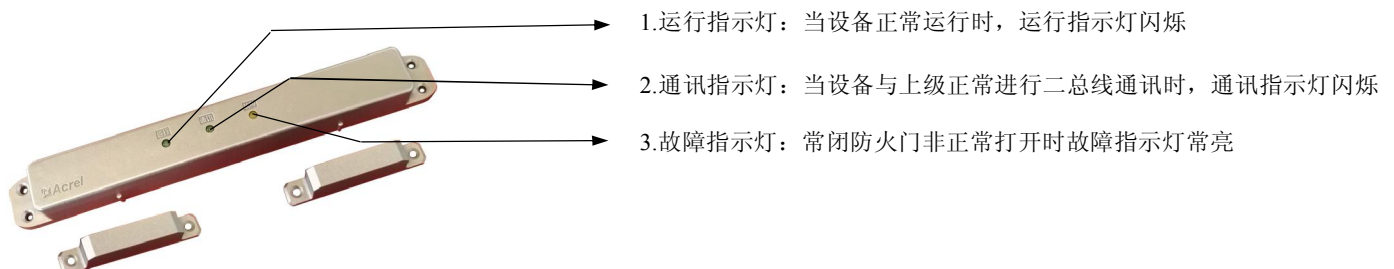 1.运行指示灯：当设备正常运行时，运行指示灯闪烁
2.通讯指示灯：当设备与上级正常进行二总线通讯时，通讯指示灯闪烁
3.故障指示灯：常闭防火门非正常打开时故障指示灯常亮
Acrel